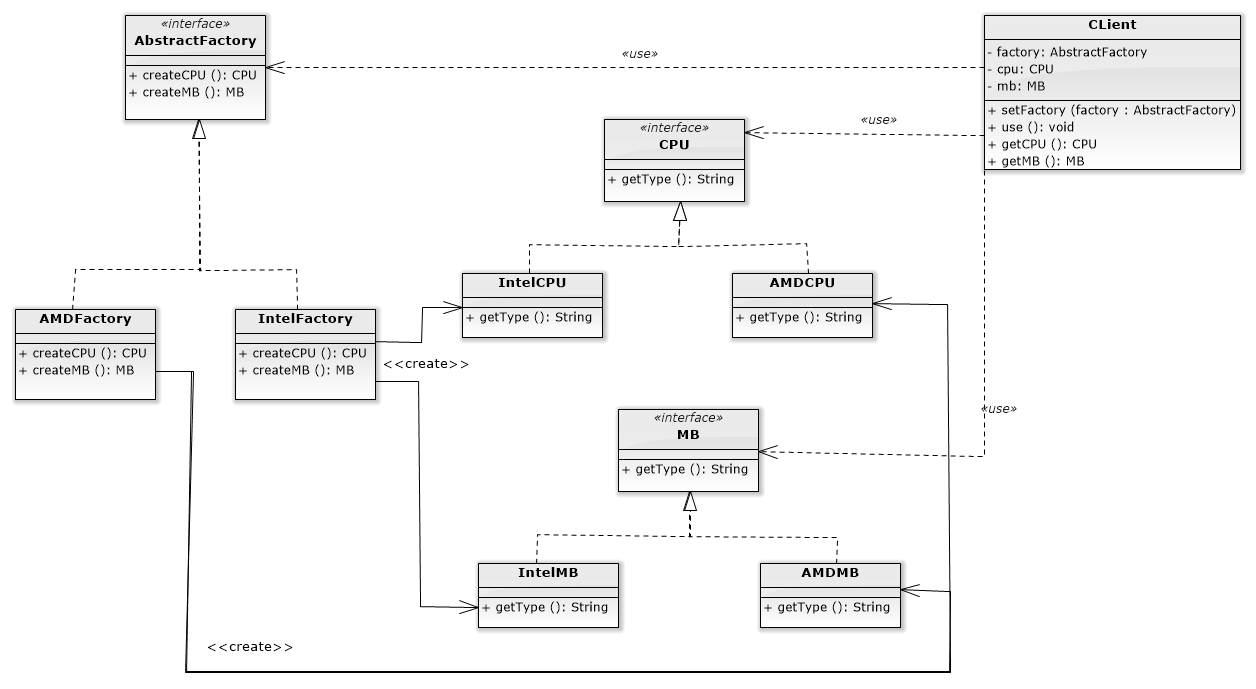 «interface»
AbstractFactory
+ createCPU (): CPU
+ createMB (): MB
«use»
CLient
- factory: AbstractFactory
- cpu: CPU
- mb: MB
+ setFactory (factory : AbstractFactory)
+ use (): void
+ getCPU (): CPU
+ getMB (): MB
«interface»
CPU
+ getType (): String
«use»
IntelCPU
+ getType (): String
AMDCPU
+ getType (): String
AMDFactory
+ createCPU (): CPU
+ createMB (): MB
IntelFactory
+ createCPU (): CPU
+ createMB (): MB
<<create>>
«interface»
MB
+ getType (): String
«use»
IntelMB
+ getType (): String
AMDMB
+ getType (): String
<<create>>